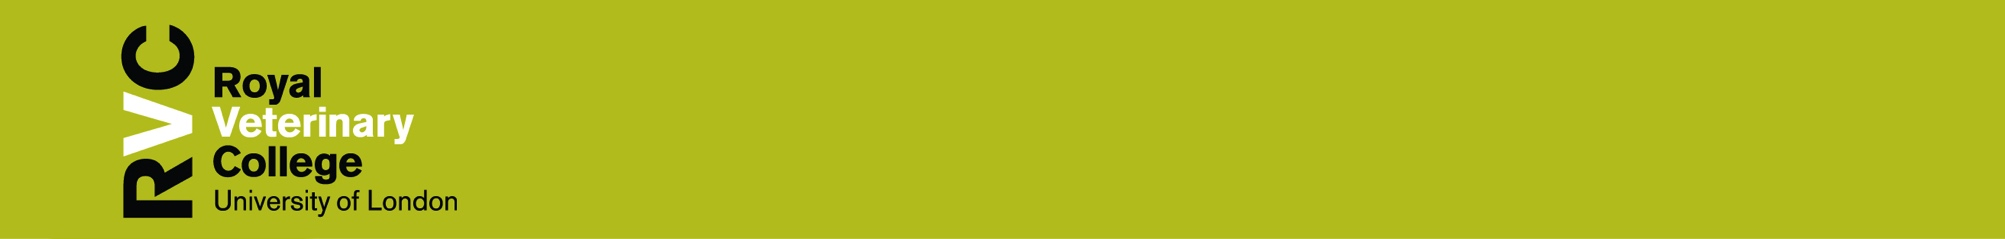 RVC
Royal
Veterinary
College
University of London